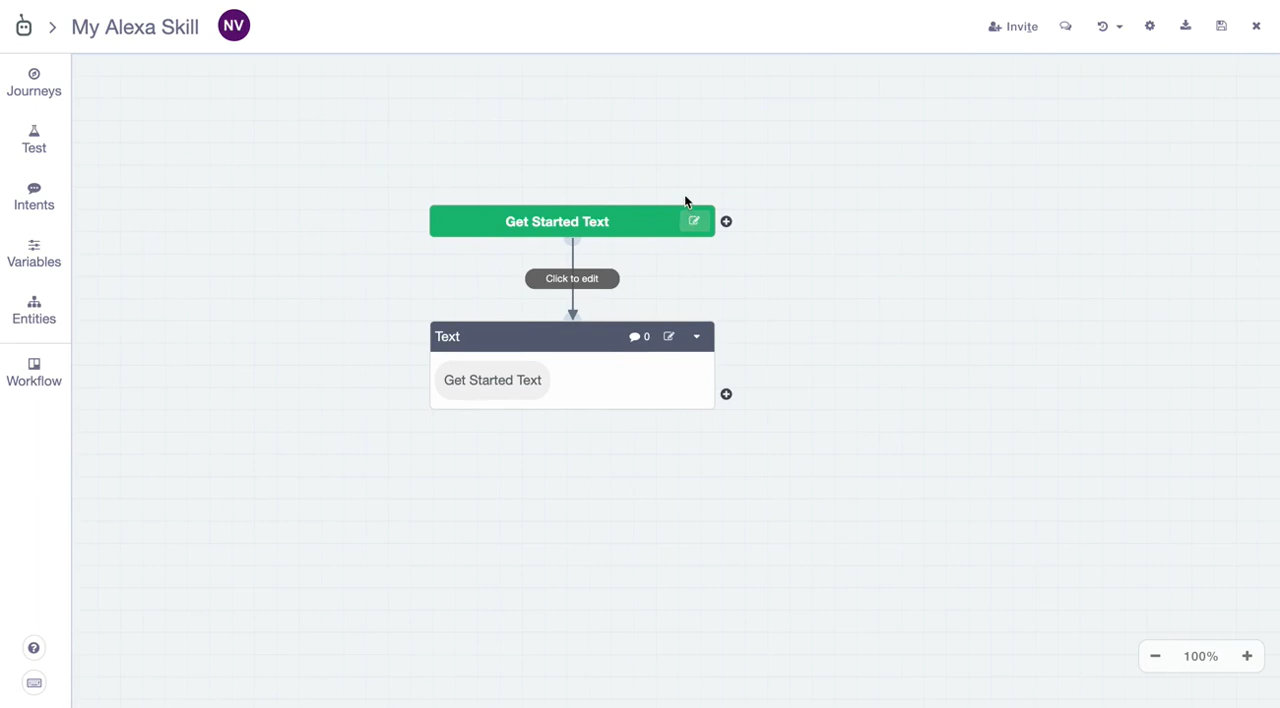 My Alexa Skill
NV
Invite
Journeys
Test
Intents
Variables
Entities
Workflow
Get Started Text
Click to edit
Text
0
Get Started Text
100%